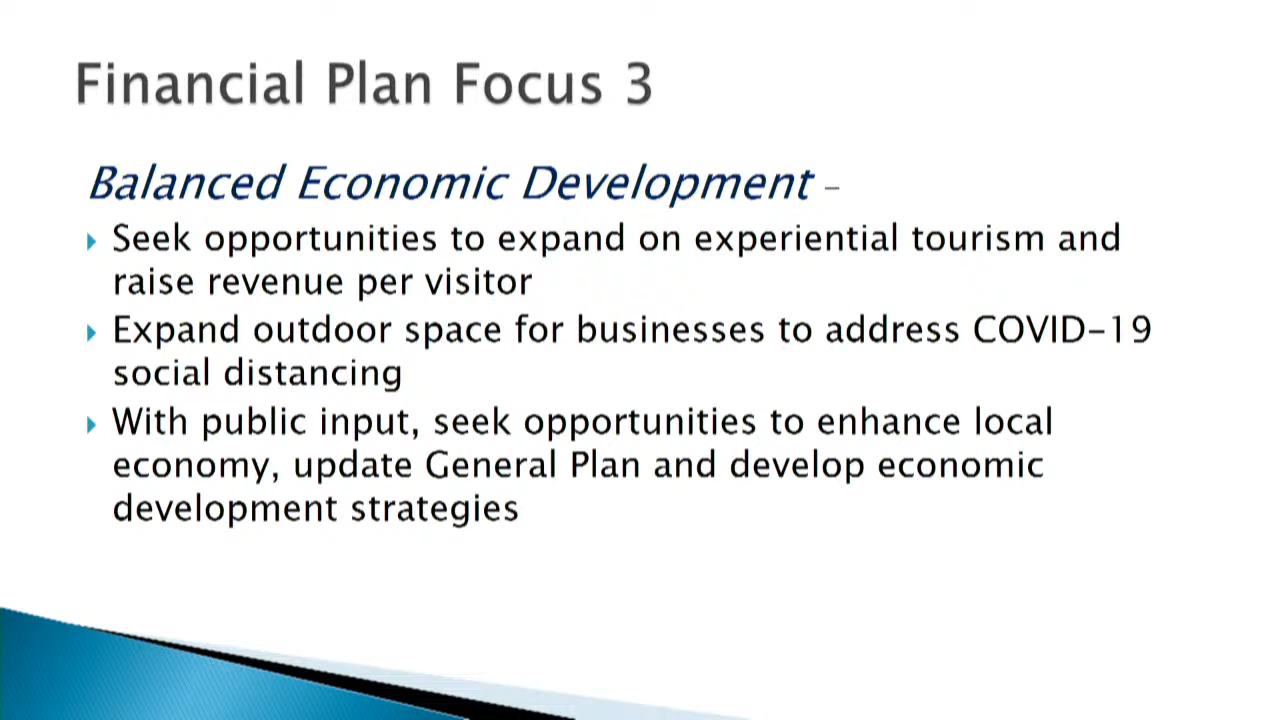 Financial Plan Focus 3
Balanced Economic Development –
Seek opportunities to expand on experiential tourism and
raise revenue per visitor
Expand outdoor space for businesses to address COVID-19
social distancing
With public input, seek opportunities to enhance local
economy, update General Plan and develop economic
development strategies